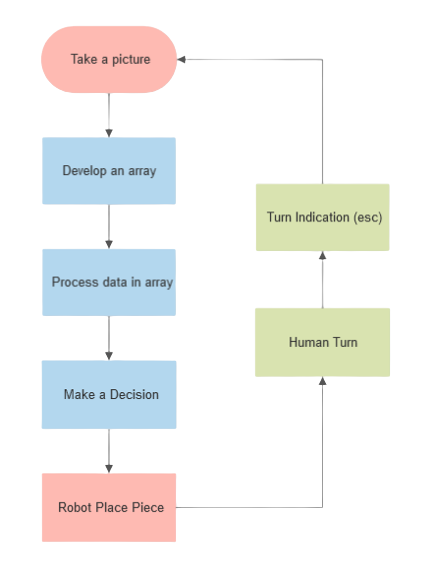 Take a picture
Develop an array
Process data in array
Make a Decision
Robot Place Piece
Human Turn
Turn Indication (esc)